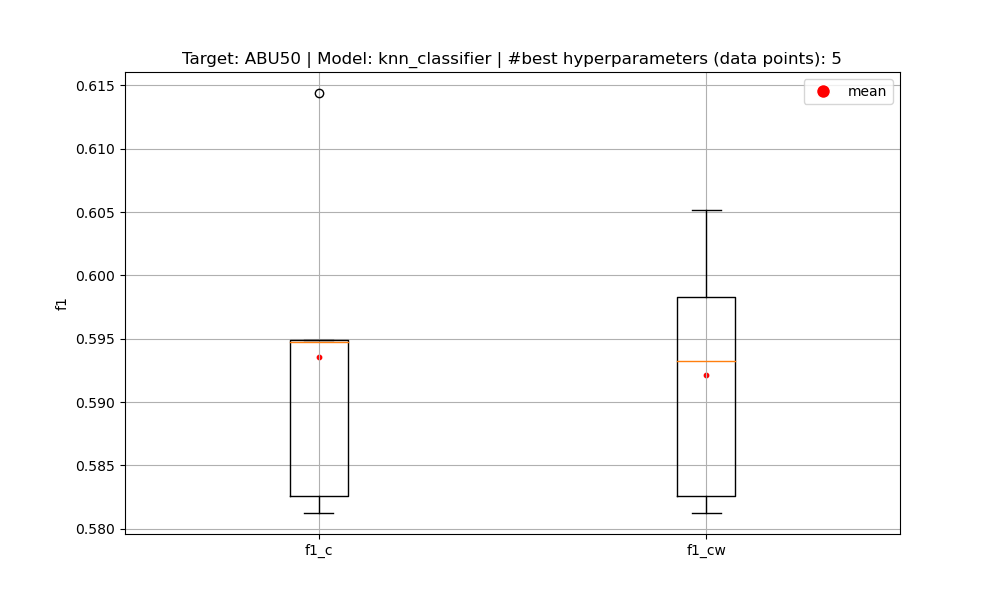 Target: ABU50 | Model: knn_classifier | #best hyperparameters (data points): 5
mean
0.615
0.610
0.605
0.600
0.595
0.590
0.585
0.580
f1
f1_c
f1_cw